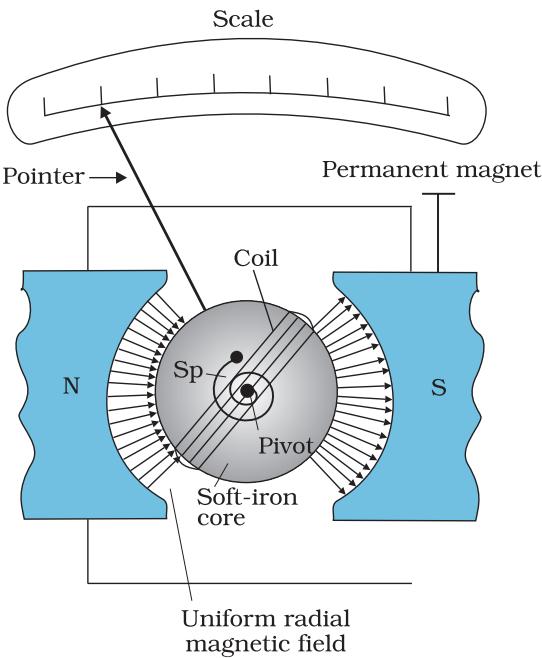 Scale
Pointer
Permanent magnet
Coil
Sp
N
S
Pivot
Soft-iron
core
Uniform radial
magnetic field